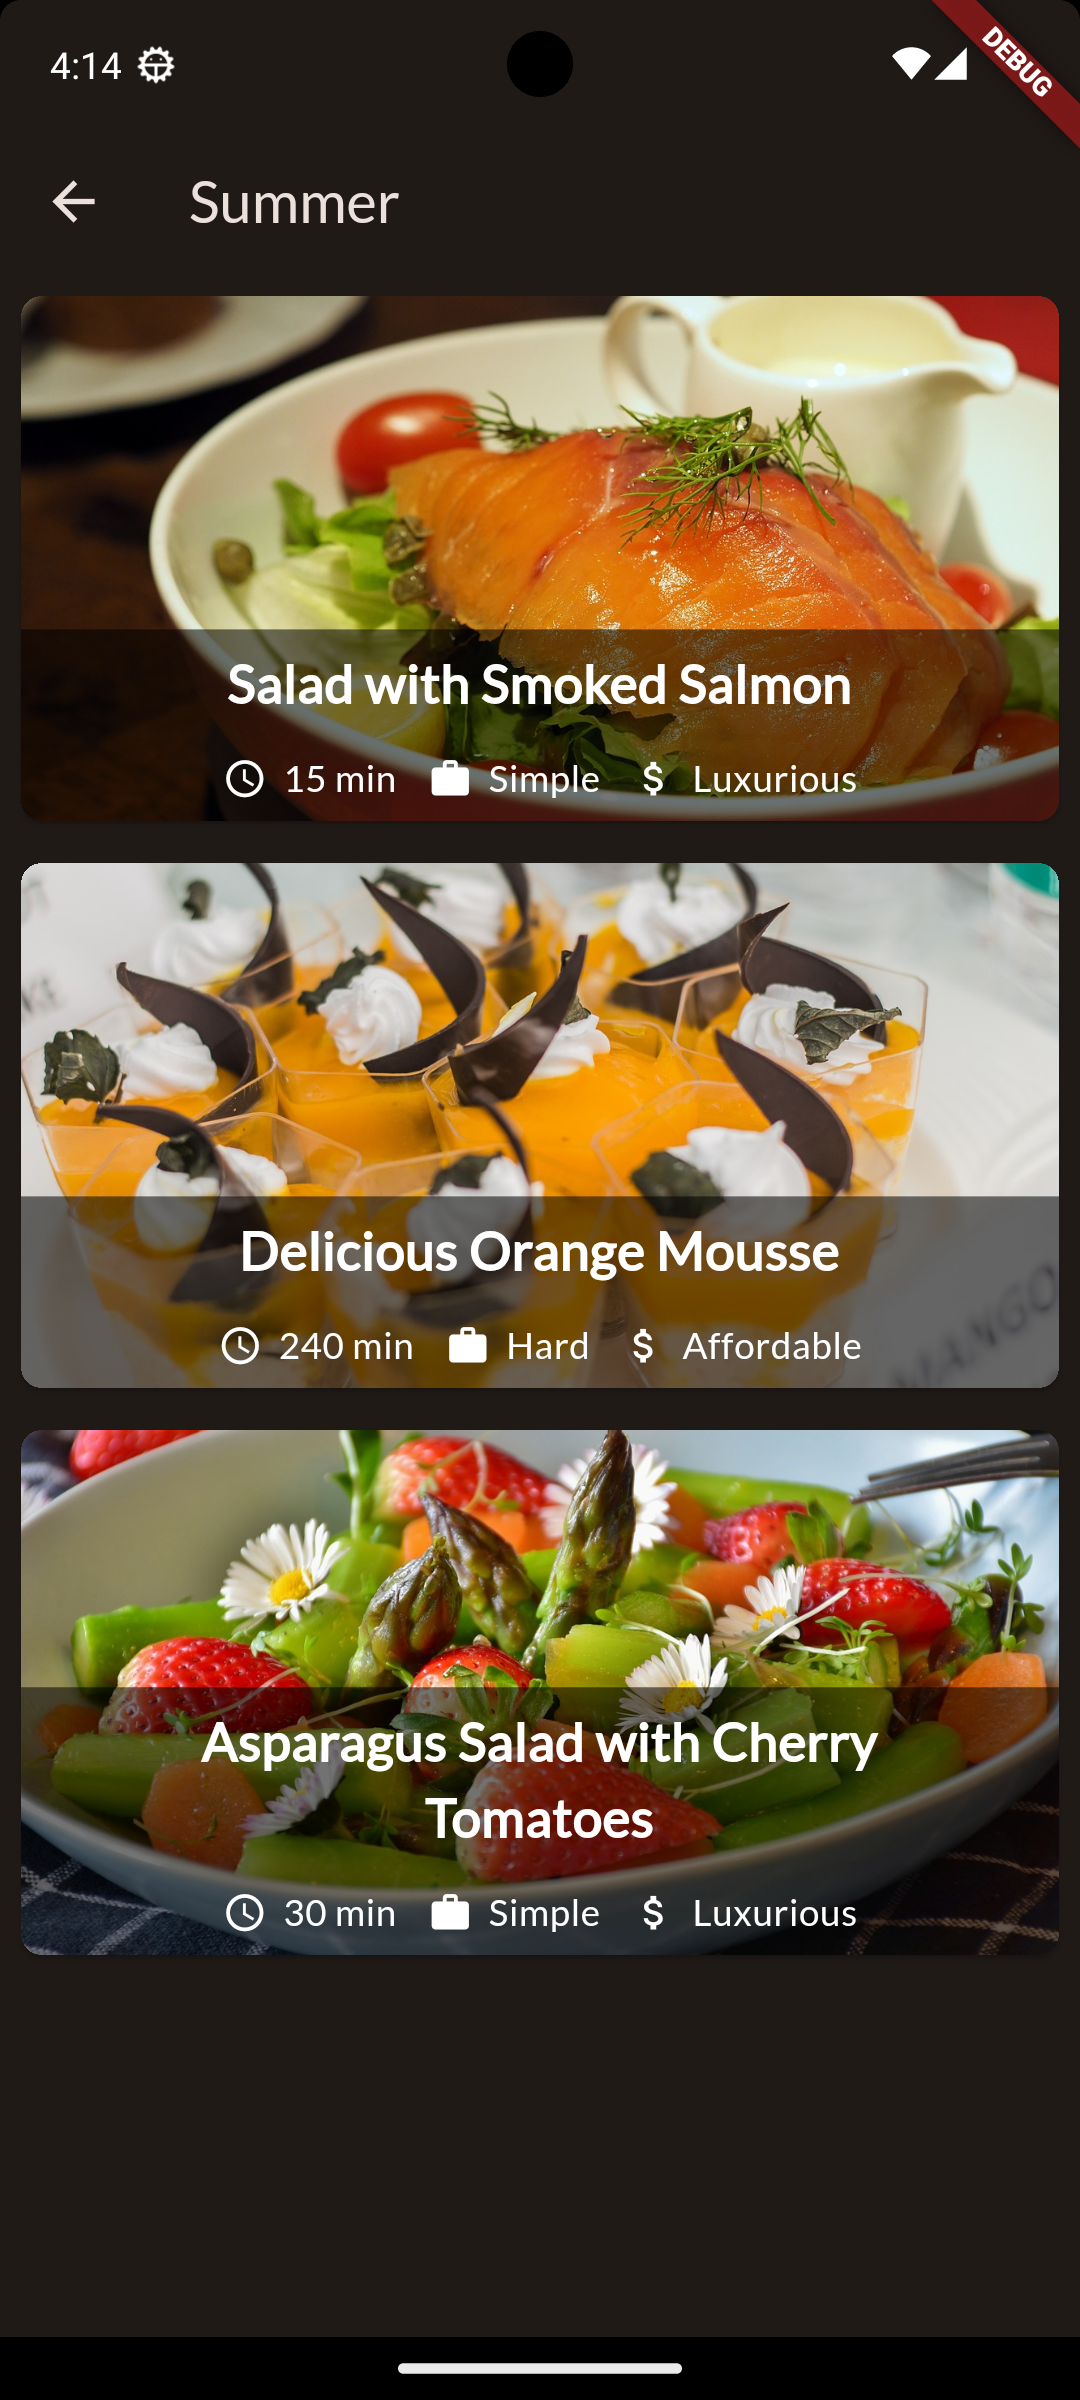 4:14
DEBUG
Summer
Salad with Smoked Salmon
15 min Simple $ Luxurious
Delicious Orange Mousse
240 min Hard $ Affordable
MANGO
Asparagus Salad with Cherry
Tomatoes
30 min Simple $ Luxurious